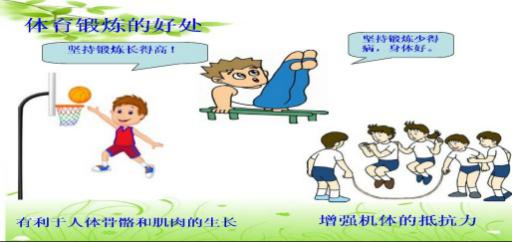 体育锻炼的好处
坚持锻炼长得高！
坚持锻炼少得
病，身体好。
有利于人体骨骼和肌肉的生长
增强机体的抵抗力